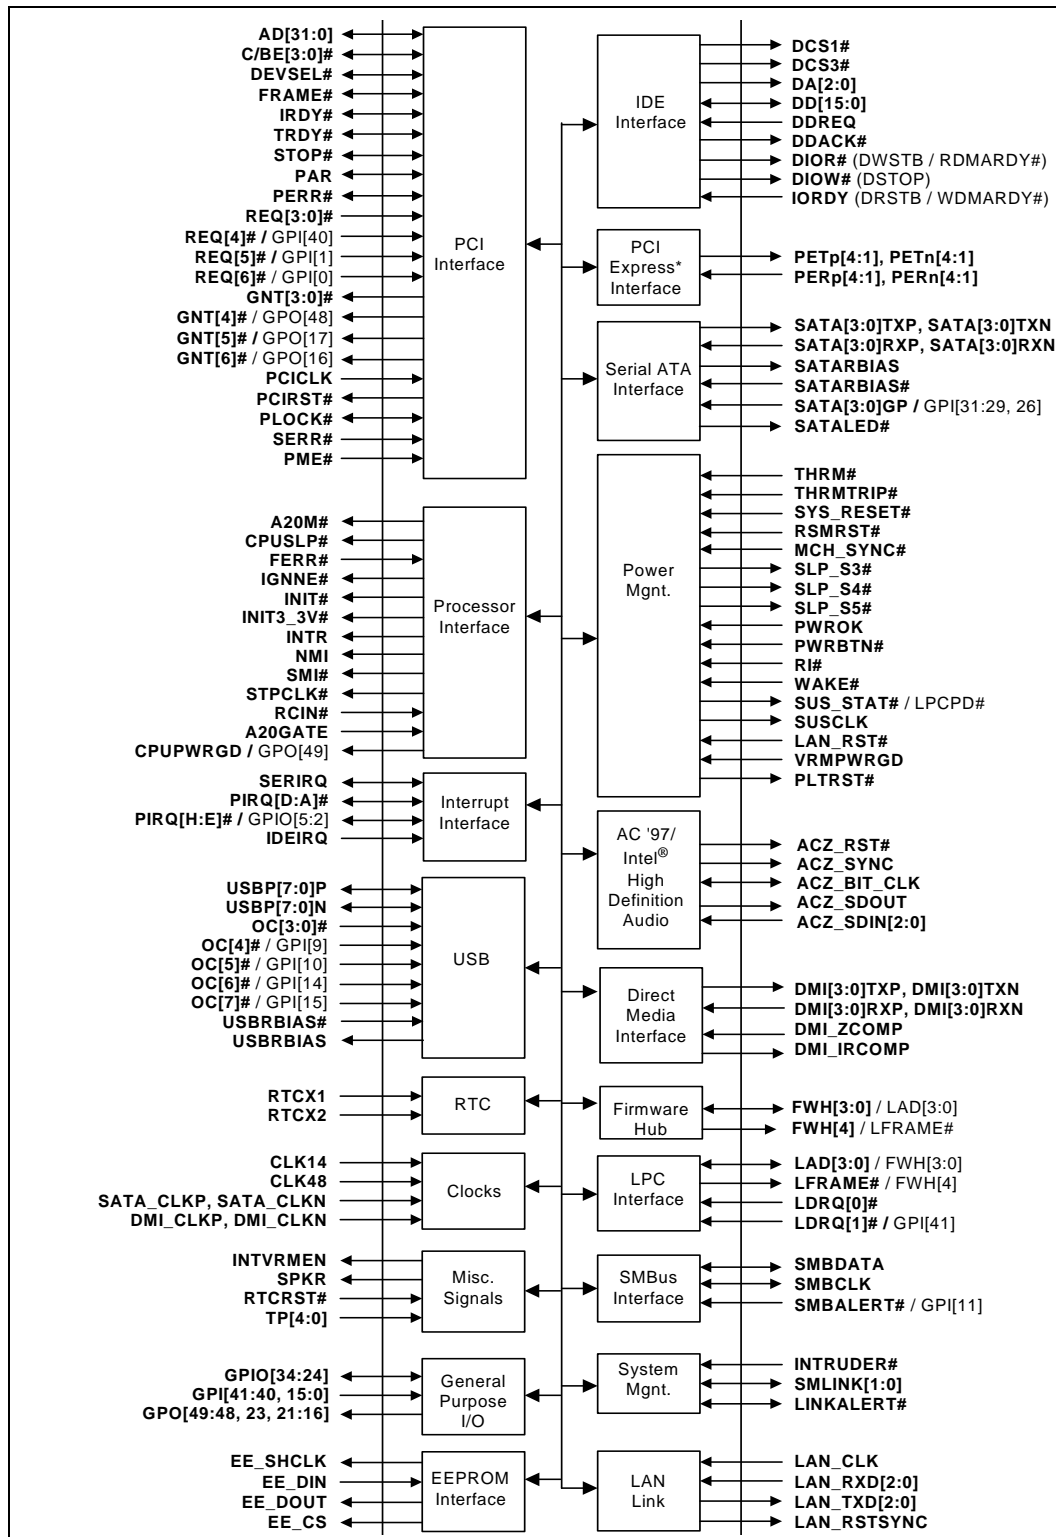 AD[31:0]
C/BE[3:0]#
DEVSEL#
FRAME#
IRDY#
TRDY#
STOP#
PAR
PERR#
REQ[3:0]#
REQ[4]# / GPI[40]
REQ[5]# / GPI[1]
REQ[6]# / GPI[0]
GNT[3:0]#
GNT[4]# / GPO[48]
GNT[5]# / GPO[17]
GNT[6]# / GPO[16]
PCICLK
PCIRST#
PLOCK#
SERR#
PME#
PCI
Interface
A20M#
CPUSLP#
FERR#
IGNNE#
INIT#
INIT3_3V#
INTR
NMI
SMI#
STPCLK#
RCIN#
A20GATE
CPUPWRGD / GPO[49]
Processor
Interface
SERIRQ
PIRQ[D:A]#
PIRQ[H:E]# / GPIO[5:2]
IDEIRQ
Interrupt
Interface
USBP[7:0]P
USBP[7:0]N
OC[3:0]#
OC[4]# / GPI[9]
OC[5]# / GPI[10]
OC[6]# / GPI[14]
OC[7]# / GPI[15]
USBRBIAS#
USBRBIAS
USB
RTCX1
RTCX2
RTC
CLK14
CLK48
SATA_CLKP, SATA_CLKN
DMI_CLKP, DMI_CLKN
Clocks
INTVRMEN
SPKR
RTCRST#
TP[4:0]
Misc.
Signals
GPIO[34:24]
GPI[41:40, 15:0]
GPO[49:48, 23, 21:16]
General
Purpose
I/O
EE_SHCLK
EE_DIN
EE_DOUT
EE_CS
EEPROM
Interface
IDE
Interface
DCS1#
DCS3#
DA[2:0]
DD[15:0]
DDREQ
DDACK#
DIOR# (DWSTB / RDMARDY#)
DIOW# (DSTOP)
IORDY (DRSTB / WDMARDY#)
PCI
Express*
Interface
PETp[4:1], PETn[4:1]
PERp[4:1], PERn[4:1]
Serial ATA
Interface
SATA[3:0]TXP, SATA[3:0]TXN
SATA[3:0]RXP, SATA[3:0]RXN
SATARBIAS
SATARBIAS#
SATA[3:0]GP / GPI[31:29, 26]
SATALED#
Power
Mgnt.
THRM#
THRMTRIP#
SYS_RESET#
RSMRST#
MCH_SYNC#
SLP_S3#
SLP_S4#
SLP_S5#
PWROK
PWRBTN#
RI#
WAKE#
SUS_STAT# / LPCPD#
SUSCLK
LAN_RST#
VRMPWRGD
PLTRST#
AC '97/
Intel®
High
Definition
Audio
ACZ_RST#
ACZ_SYNC
ACZ_BIT_CLK
ACZ_SDOUT
ACZ_SDIN[2:0]
Direct
Media
Interface
DMI[3:0]TXP, DMI[3:0]TXN
DMI[3:0]RXP, DMI[3:0]RXN
DMI_ZCOMP
DMI_IRCOMP
Firmware
Hub
FWH[3:0] / LAD[3:0]
FWH[4] / LFRAME#
LPC
Interface
LAD[3:0] / FWH[3:0]
LFRAME# / FWH[4]
LDRQ[0]#
LDRQ[1]# / GPI[41]
SMBus
Interface
SMBDATA
SMBCLK
SMBALERT# / GPI[11]
System
Mgnt.
INTRUDER#
SMLINK[1:0]
LINKALERT#
LAN
Link
LAN_CLK
LAN_RXD[2:0]
LAN_TXD[2:0]
LAN_RSTSYNC